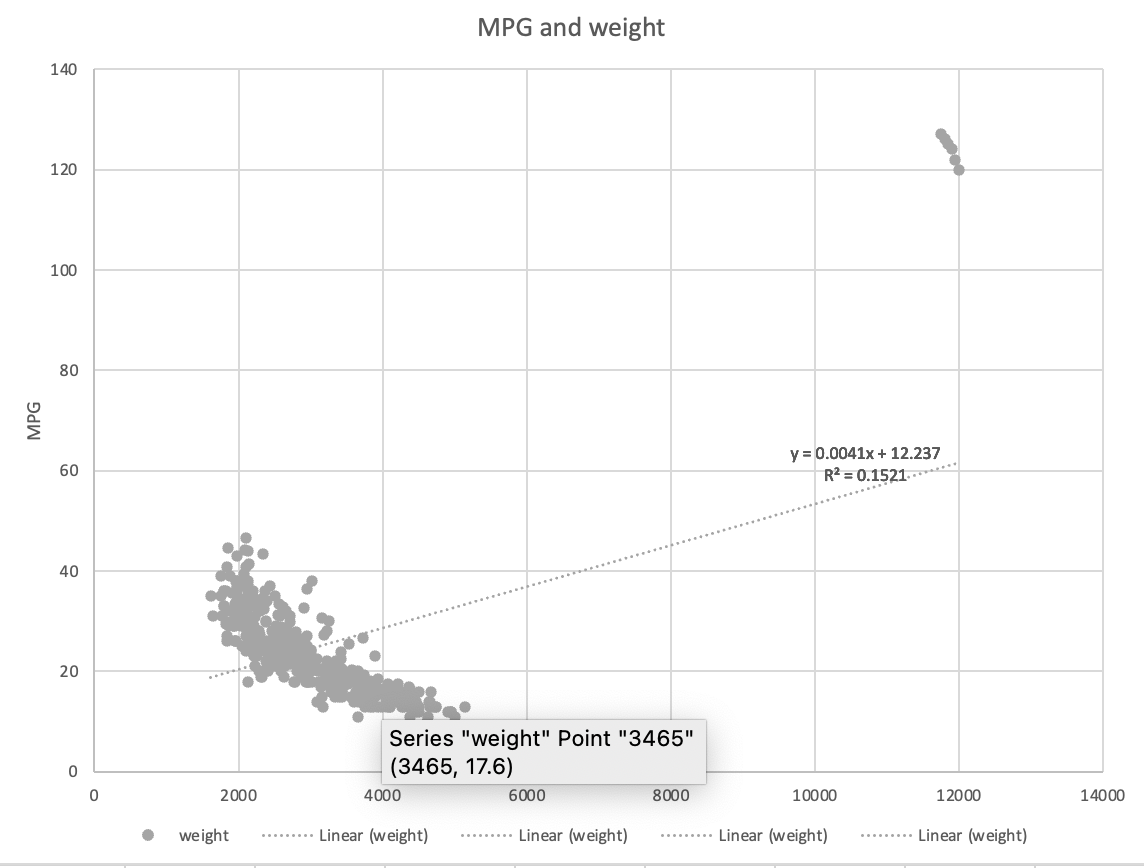 MPG and weight
140
120
100
80
60
40
20
0
MPG
y = 0.0041x + 12.237
R² = 0.1521
Series "weight" Point "3465"
(3465, 17.6)
0 2000 4000 6000 8000 10000 12000 14000
weight Linear (weight) Linear (weight) Linear (weight) Linear (weight)